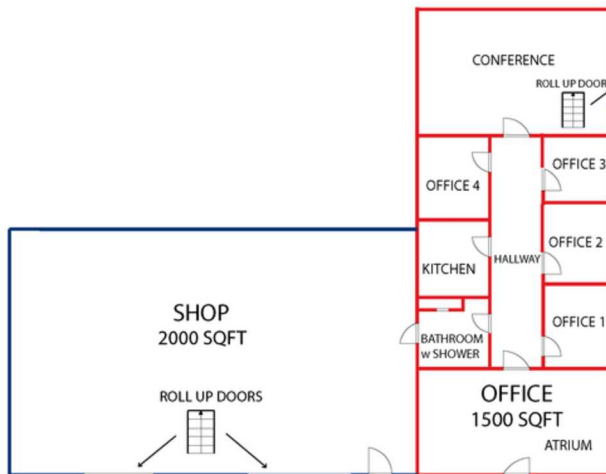 CONFERENCE
ROLL UP DOOR
OFFICE 3
OFFICE 4
OFFICE 2
HALLWAY
KITCHEN
SHOP
2000 SQFT
OFFICE 1
BATHROOM
w SHOWER
ROLL UP DOORS
OFFICE
1500 SQFT
ATRIUM